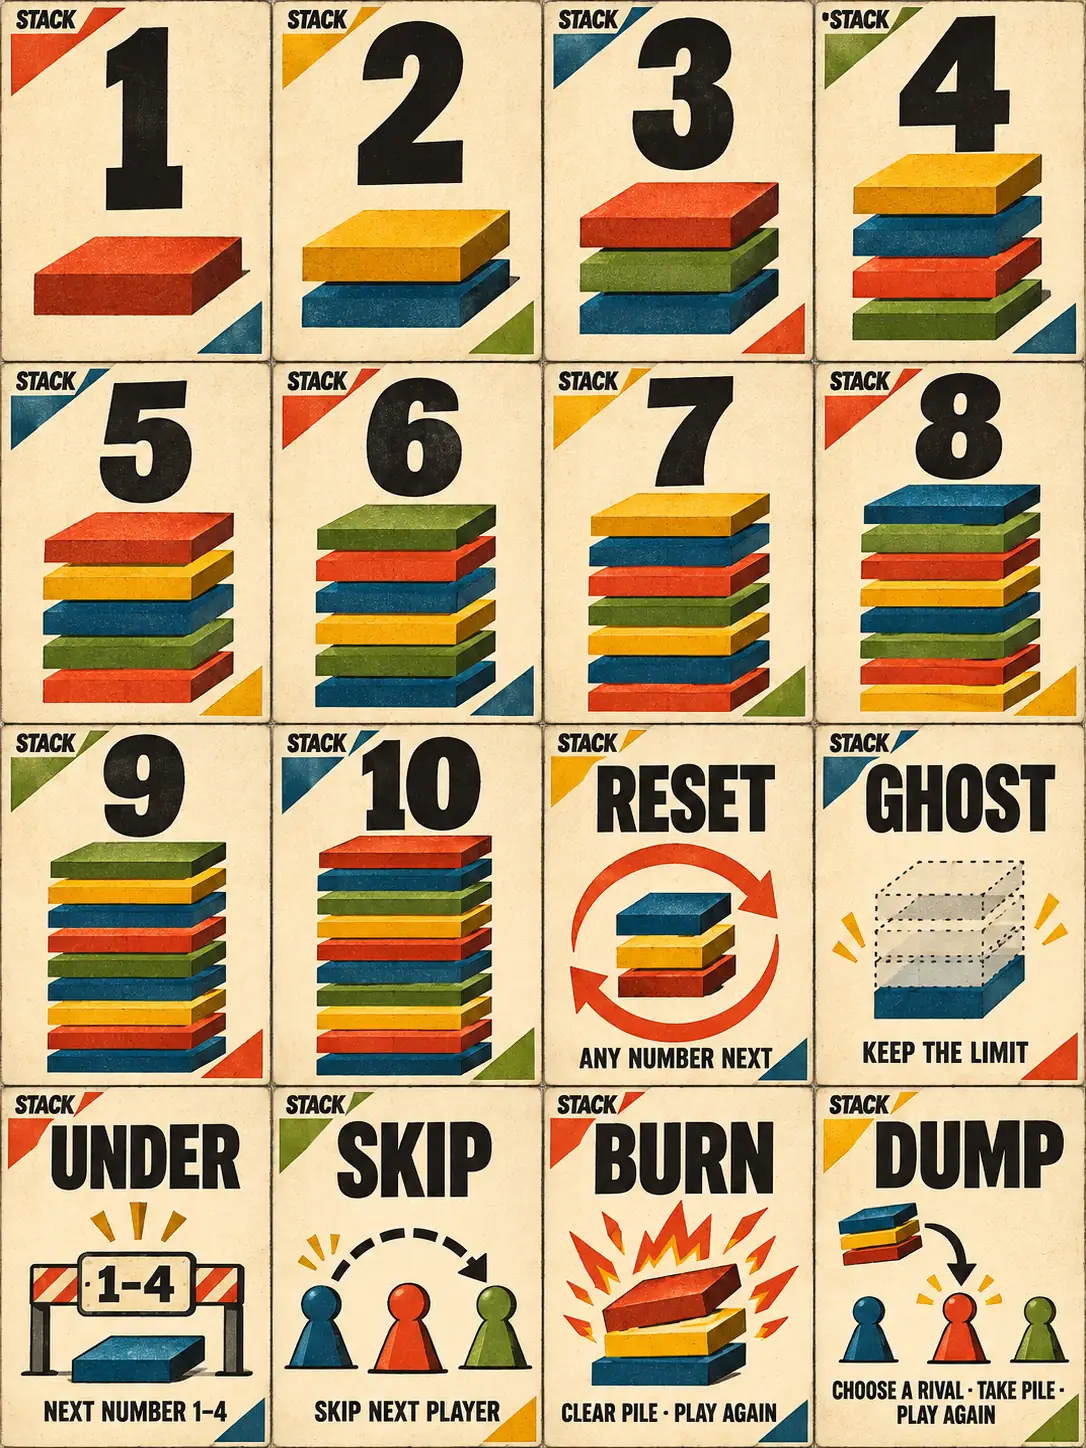 STACK
1
STACK
2
STACK
3
STACK
4
STACK
5
STACK
6
STACK
7
STACK
8
STACK
9
STACK
10
STACK
RESET
ANY NUMBER NEXT
STACK
GHOST
KEEP THE LIMIT
STACK
UNDER
1–4
NEXT NUMBER 1–4
STACK
SKIP
SKIP NEXT PLAYER
STACK
BURN
CLEAR PILE · PLAY AGAIN
STACK
DUMP
CHOOSE A RIVAL · TAKE PILE ·
PLAY AGAIN